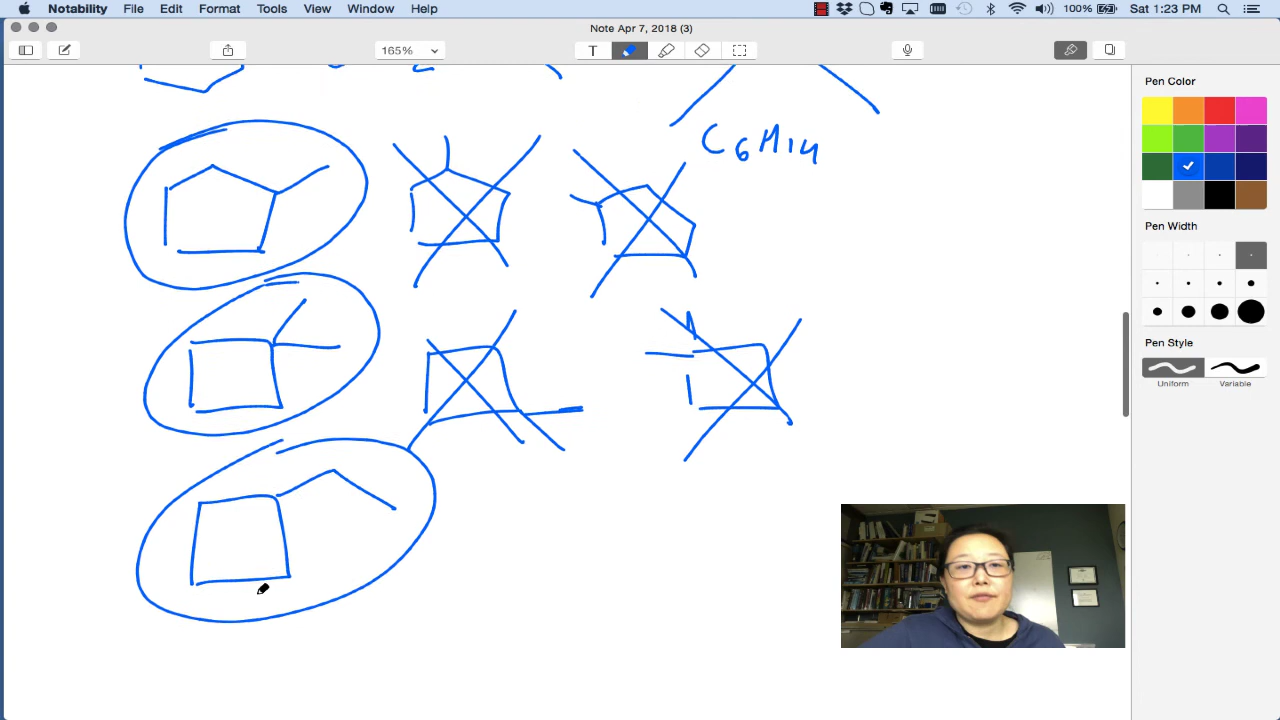 Notability File Edit Format Tools View Window Help 100% Sat 1:23 PM
Note Apr 7, 2018 (3)
165% T
Pen Color
C6H14
Pen Width
Pen Style
Uniform Variable